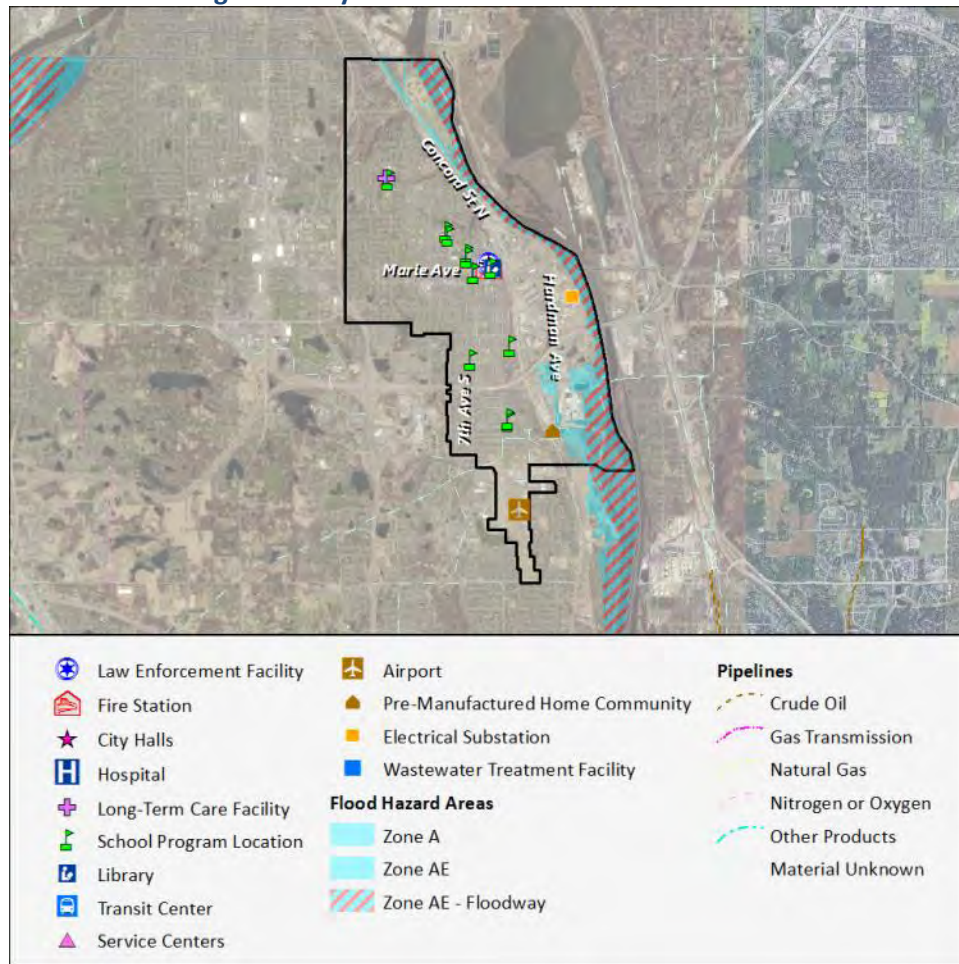 Concord St N
Marie Ave
Hardman Ave
7th Ave S
Law Enforcement Facility
Fire Station
City Halls
Hospital
Long-Term Care Facility
School Program Location
Library
Transit Center
Service Centers
Airport
Pre-Manufactured Home Community
Electrical Substation
Wastewater Treatment Facility
Flood Hazard Areas
Zone A
Zone AE
Zone AE - Floodway
Pipelines
Crude Oil
Gas Transmission
Natural Gas
Nitrogen or Oxygen
Other Products
Material Unknown